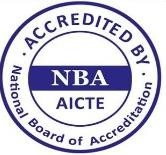 · ACCREDITED BY ·
NBA
AICTE
National Board of Accreditation